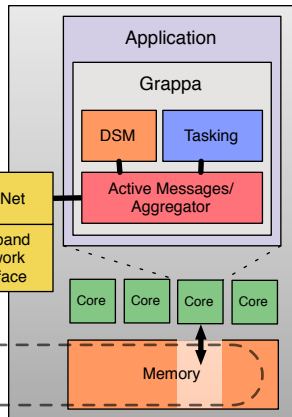 Application
Grappa
DSM
Tasking
Active Messages/
Aggregator
Net
Core
Core
Core
Core
Memory